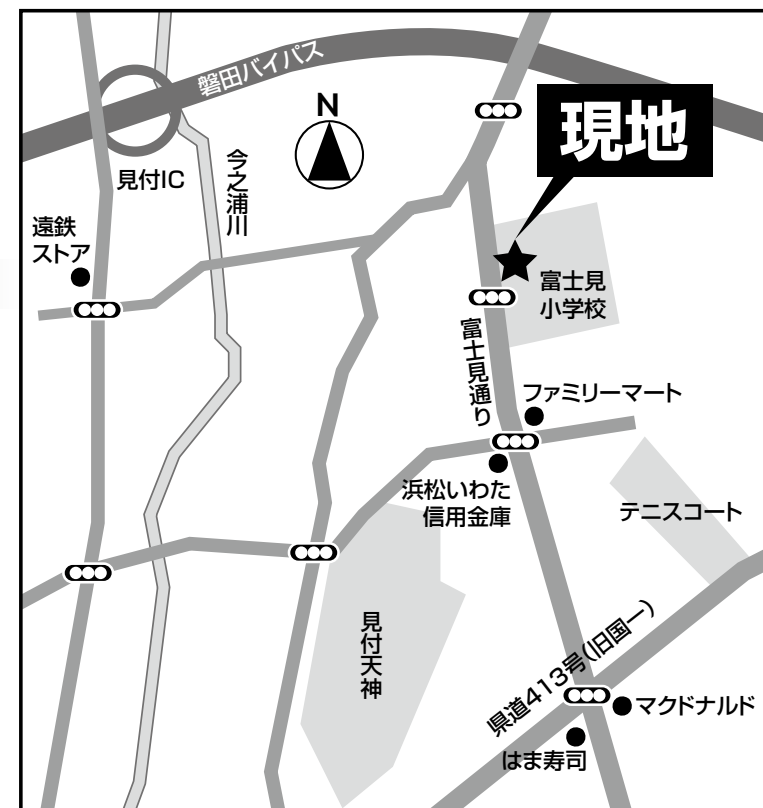 磐田バイパス
N
現地
見付IC
今之浦川
遠鉄
ストア
富士見
小学校
富士見通り
ファミリーマート
浜松いわた
信用金庫
テニスコート
見付天神
県道413号(旧国一)
マクドナルド
はま寿司